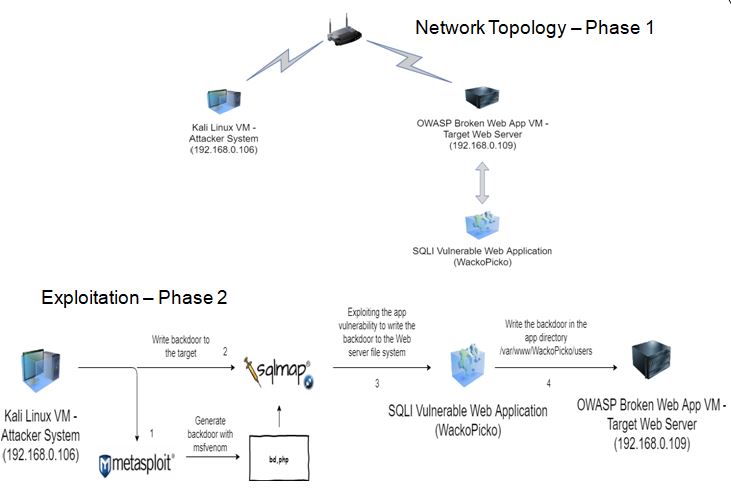 Network Topology – Phase 1
Kali Linux VM -
Attacker System
(192.168.0.106)
OWASP Broken Web App VM -
Target Web Server
(192.168.0.109)
SQLI Vulnerable Web Application
(WackoPicko)
Exploitation – Phase 2
Kali Linux VM -
Attacker System
(192.168.0.106)
1
metasploit®
Generate
backdoor with
msfvenom
bd.php
Write backdoor to
the target
2
sqlmap®
Exploiting the app
vulnerability to write
the backdoor to the Web
server file system
3
SQLI Vulnerable Web Application
(WackoPicko)
Write the backdoor in the
app directory
/var/www/WackoPicko/users
4
OWASP Broken Web App VM -
Target Web Server
(192.168.0.109)